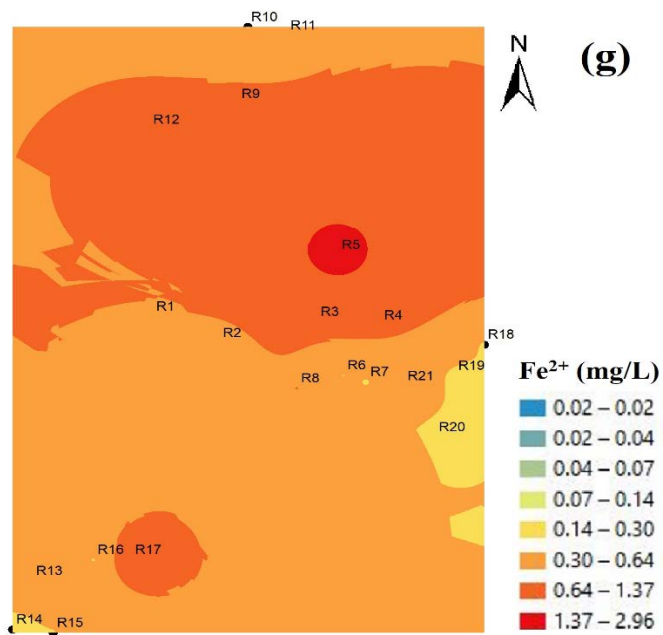 R10
R11
N
(g)
R9
R12
R5
R1
R3
R4
R2
R18
R6
R19
R7
R8
R21
Fe²⁺ (mg/L)
0.02 – 0.02
0.02 – 0.04
R20
0.04 – 0.07
0.07 – 0.14
0.14 – 0.30
R16
R17
0.30 – 0.64
R13
0.64 – 1.37
R14
R15
1.37 – 2.96